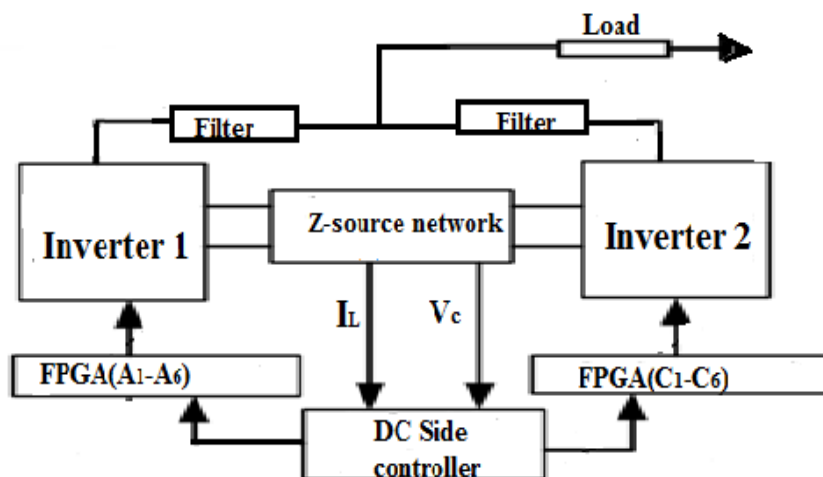 Load
Filter
Filter
Inverter 1
Z-source network
Inverter 2
IL
Vc
FPGA(A1-A6)
FPGA(C1-C6)
DC Side
controller